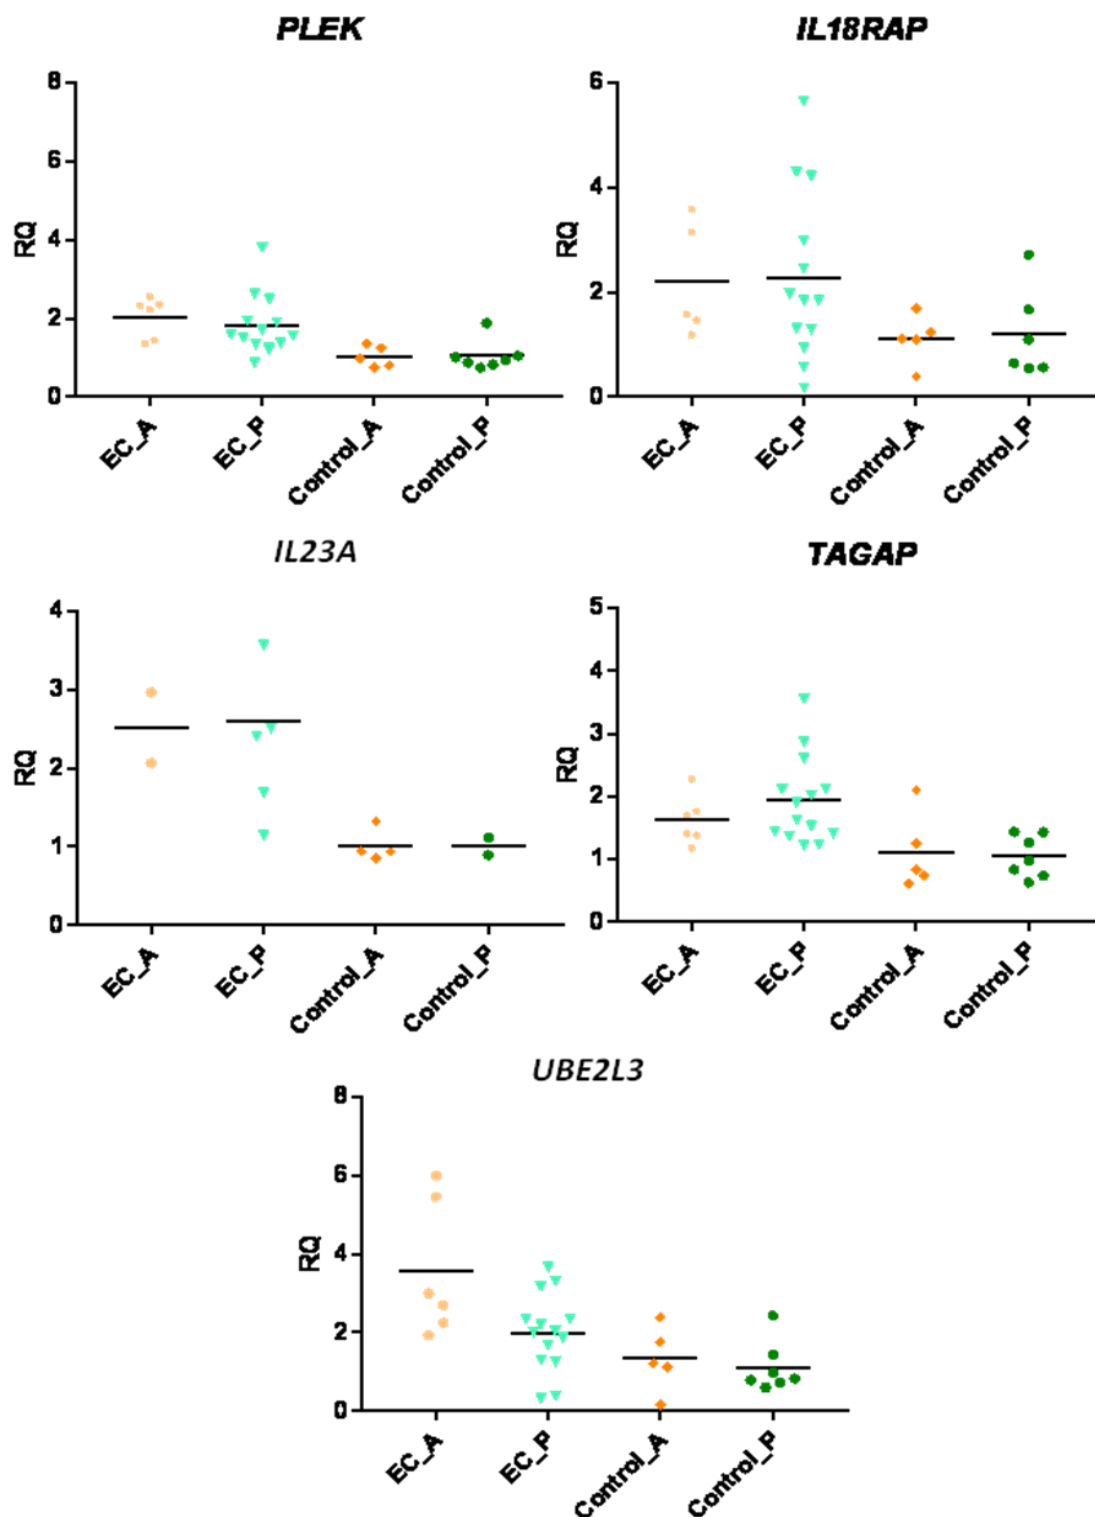 PLEK
8
6
4
2
0
RQ
EC_A
EC_P
Control_A
Control_P
IL18RAP
6
4
2
0
RQ
EC_A
EC_P
Control_A
Control_P
IL23A
4
3
2
1
0
RQ
EC_A
EC_P
Control_A
Control_P
TAGAP
5
4
3
2
1
0
RQ
EC_A
EC_P
Control_A
Control_P
UBE2L3
8
6
4
2
0
RQ
EC_A
EC_P
Control_A
Control_P